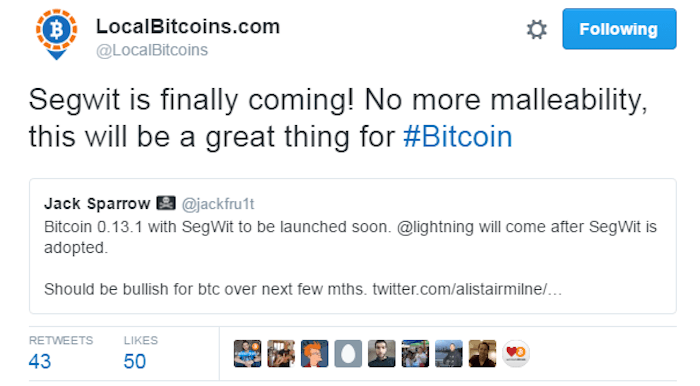 LocalBitcoins.com
@LocalBitcoins
Following
Segwit is finally coming! No more malleability,
this will be a great thing for #Bitcoin
Jack Sparrow @jackfru1t
Bitcoin 0.13.1 with SegWit to be launched soon. @lightning will come after SegWit is
adopted.
Should be bullish for btc over next few mths. twitter.com/alistairmilne/…
RETWEETS LIKES
43 50